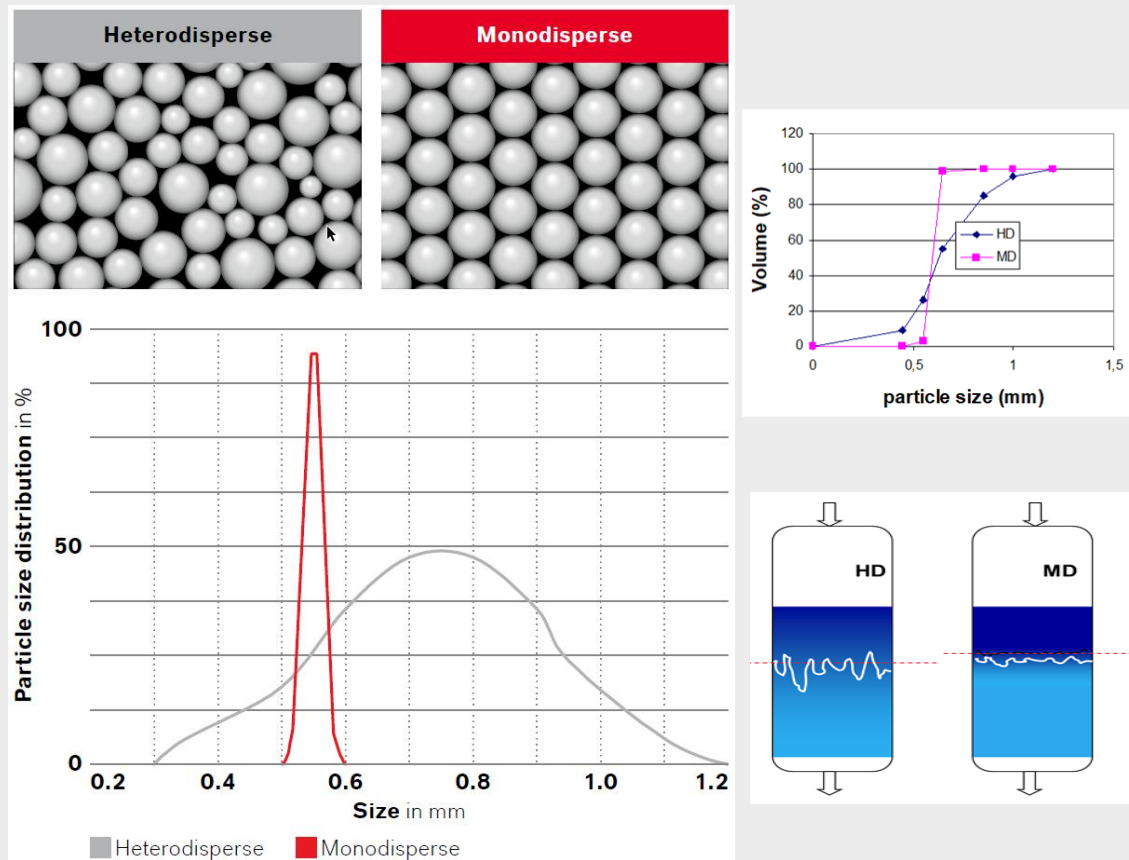 Heterodisperse
Monodisperse
100
50
0
Particle size distribution in %
0.2 0.4 0.6 0.8 1.0 1.2
Size in mm
Heterodisperse Monodisperse
120
100
80
60
40
20
0
Volume (%)
HD
MD
0 0,5 1 1,5
particle size (mm)
HD
MD